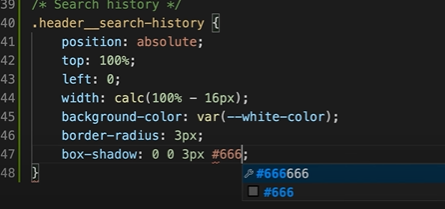 39 /* Search history */
40 .header__search-history {
41 position: absolute;
42 top: 100%;
43 left: 0;
44 width: calc(100% - 16px);
45 background-color: var(--white-color);
46 border-radius: 3px;
47 box-shadow: 0 0 3px #666;
#666666
48 }
#666